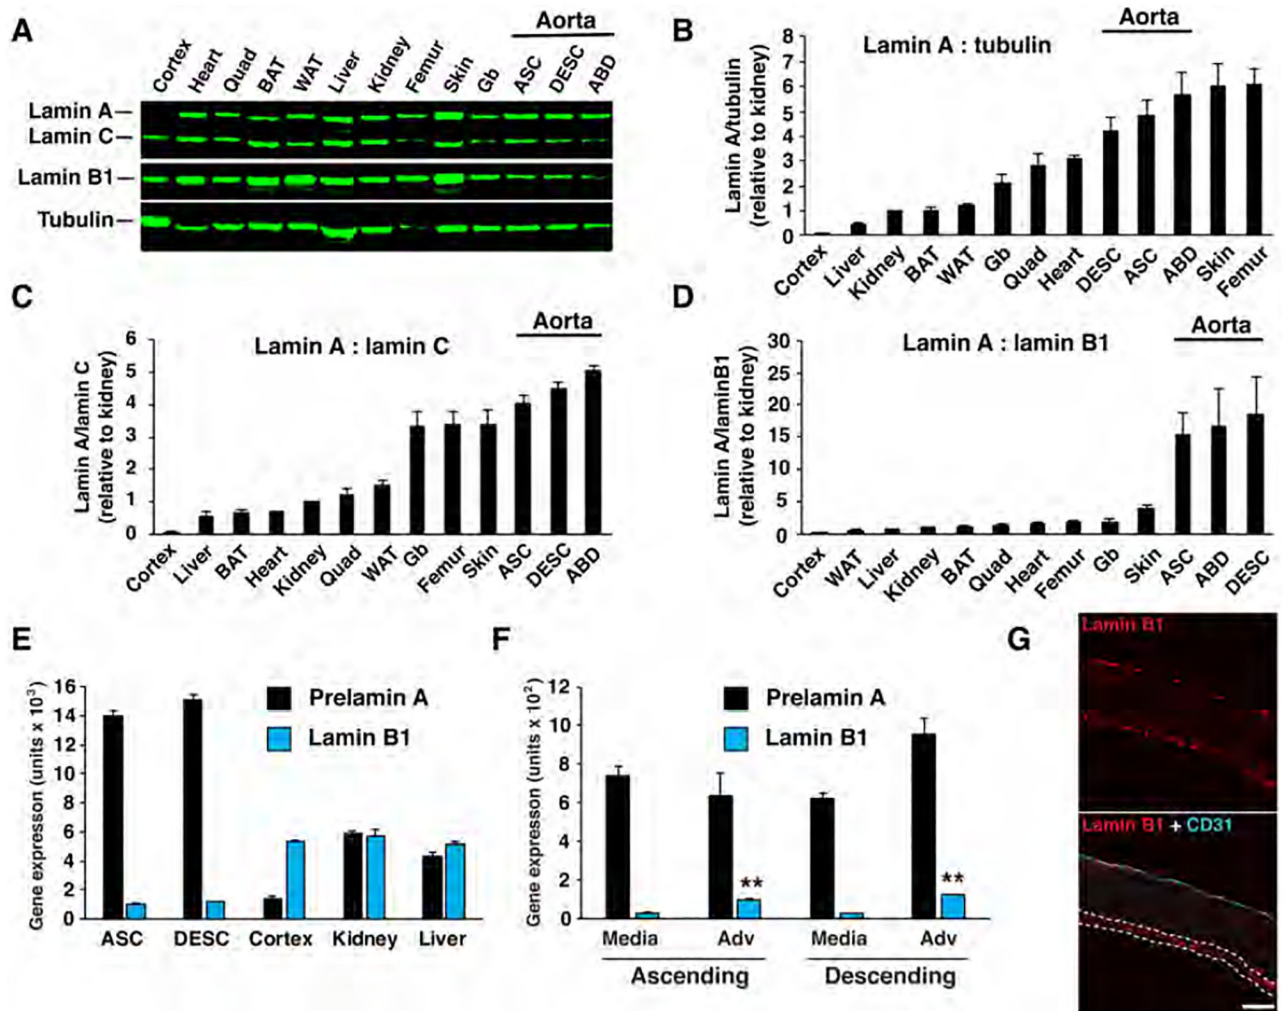 A
Aorta
Cortex
Heart
Quad
BAT
WAT
Liver
Kidney
Femur
Skin
Gb
ASC
DESC
ABD
Lamin A
Lamin C
Lamin B1
Tubulin
B
Aorta
Lamin A : tubulin
Lamin A/tubulin
(relative to kidney)
8
7
6
5
4
3
2
1
0
Cortex
Liver
Kidney
BAT
WAT
Gb
Quad
Heart
DESC
ASC
ABD
Skin
Femur
C
Aorta
Lamin A : lamin C
Lamin A/lamin C
(relative to kidney)
6
5
4
3
2
1
0
Cortex
Liver
BAT
Heart
Kidney
Quad
WAT
Gb
Femur
Skin
ASC
DESC
ABD
D
Aorta
Lamin A : lamin B1
Lamin A/laminB1
(relative to kidney)
30
25
20
15
10
5
0
Cortex
WAT
Liver
Kidney
BAT
Quad
Heart
Femur
Gb
Skin
ASC
ABD
DESC
E
Gene expresson (units x 10³)
16
14
12
10
8
6
4
2
0
Prelamin A
Lamin B1
ASC DESC Cortex Kidney Liver
F
Gene expresson (units x 10²)
12
10
8
6
4
2
0
Prelamin A
Lamin B1
**
**
Media Adv Media Adv
Ascending Descending
G
Lamin B1
Lamin B1 + CD31